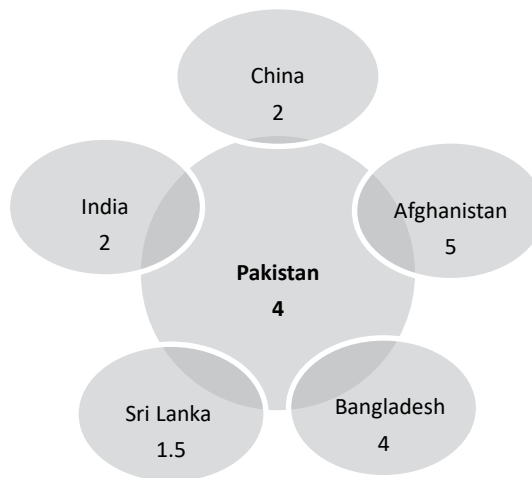 China
2
India
2
Afghanistan
5
Pakistan
4
Sri Lanka
1.5
Bangladesh
4